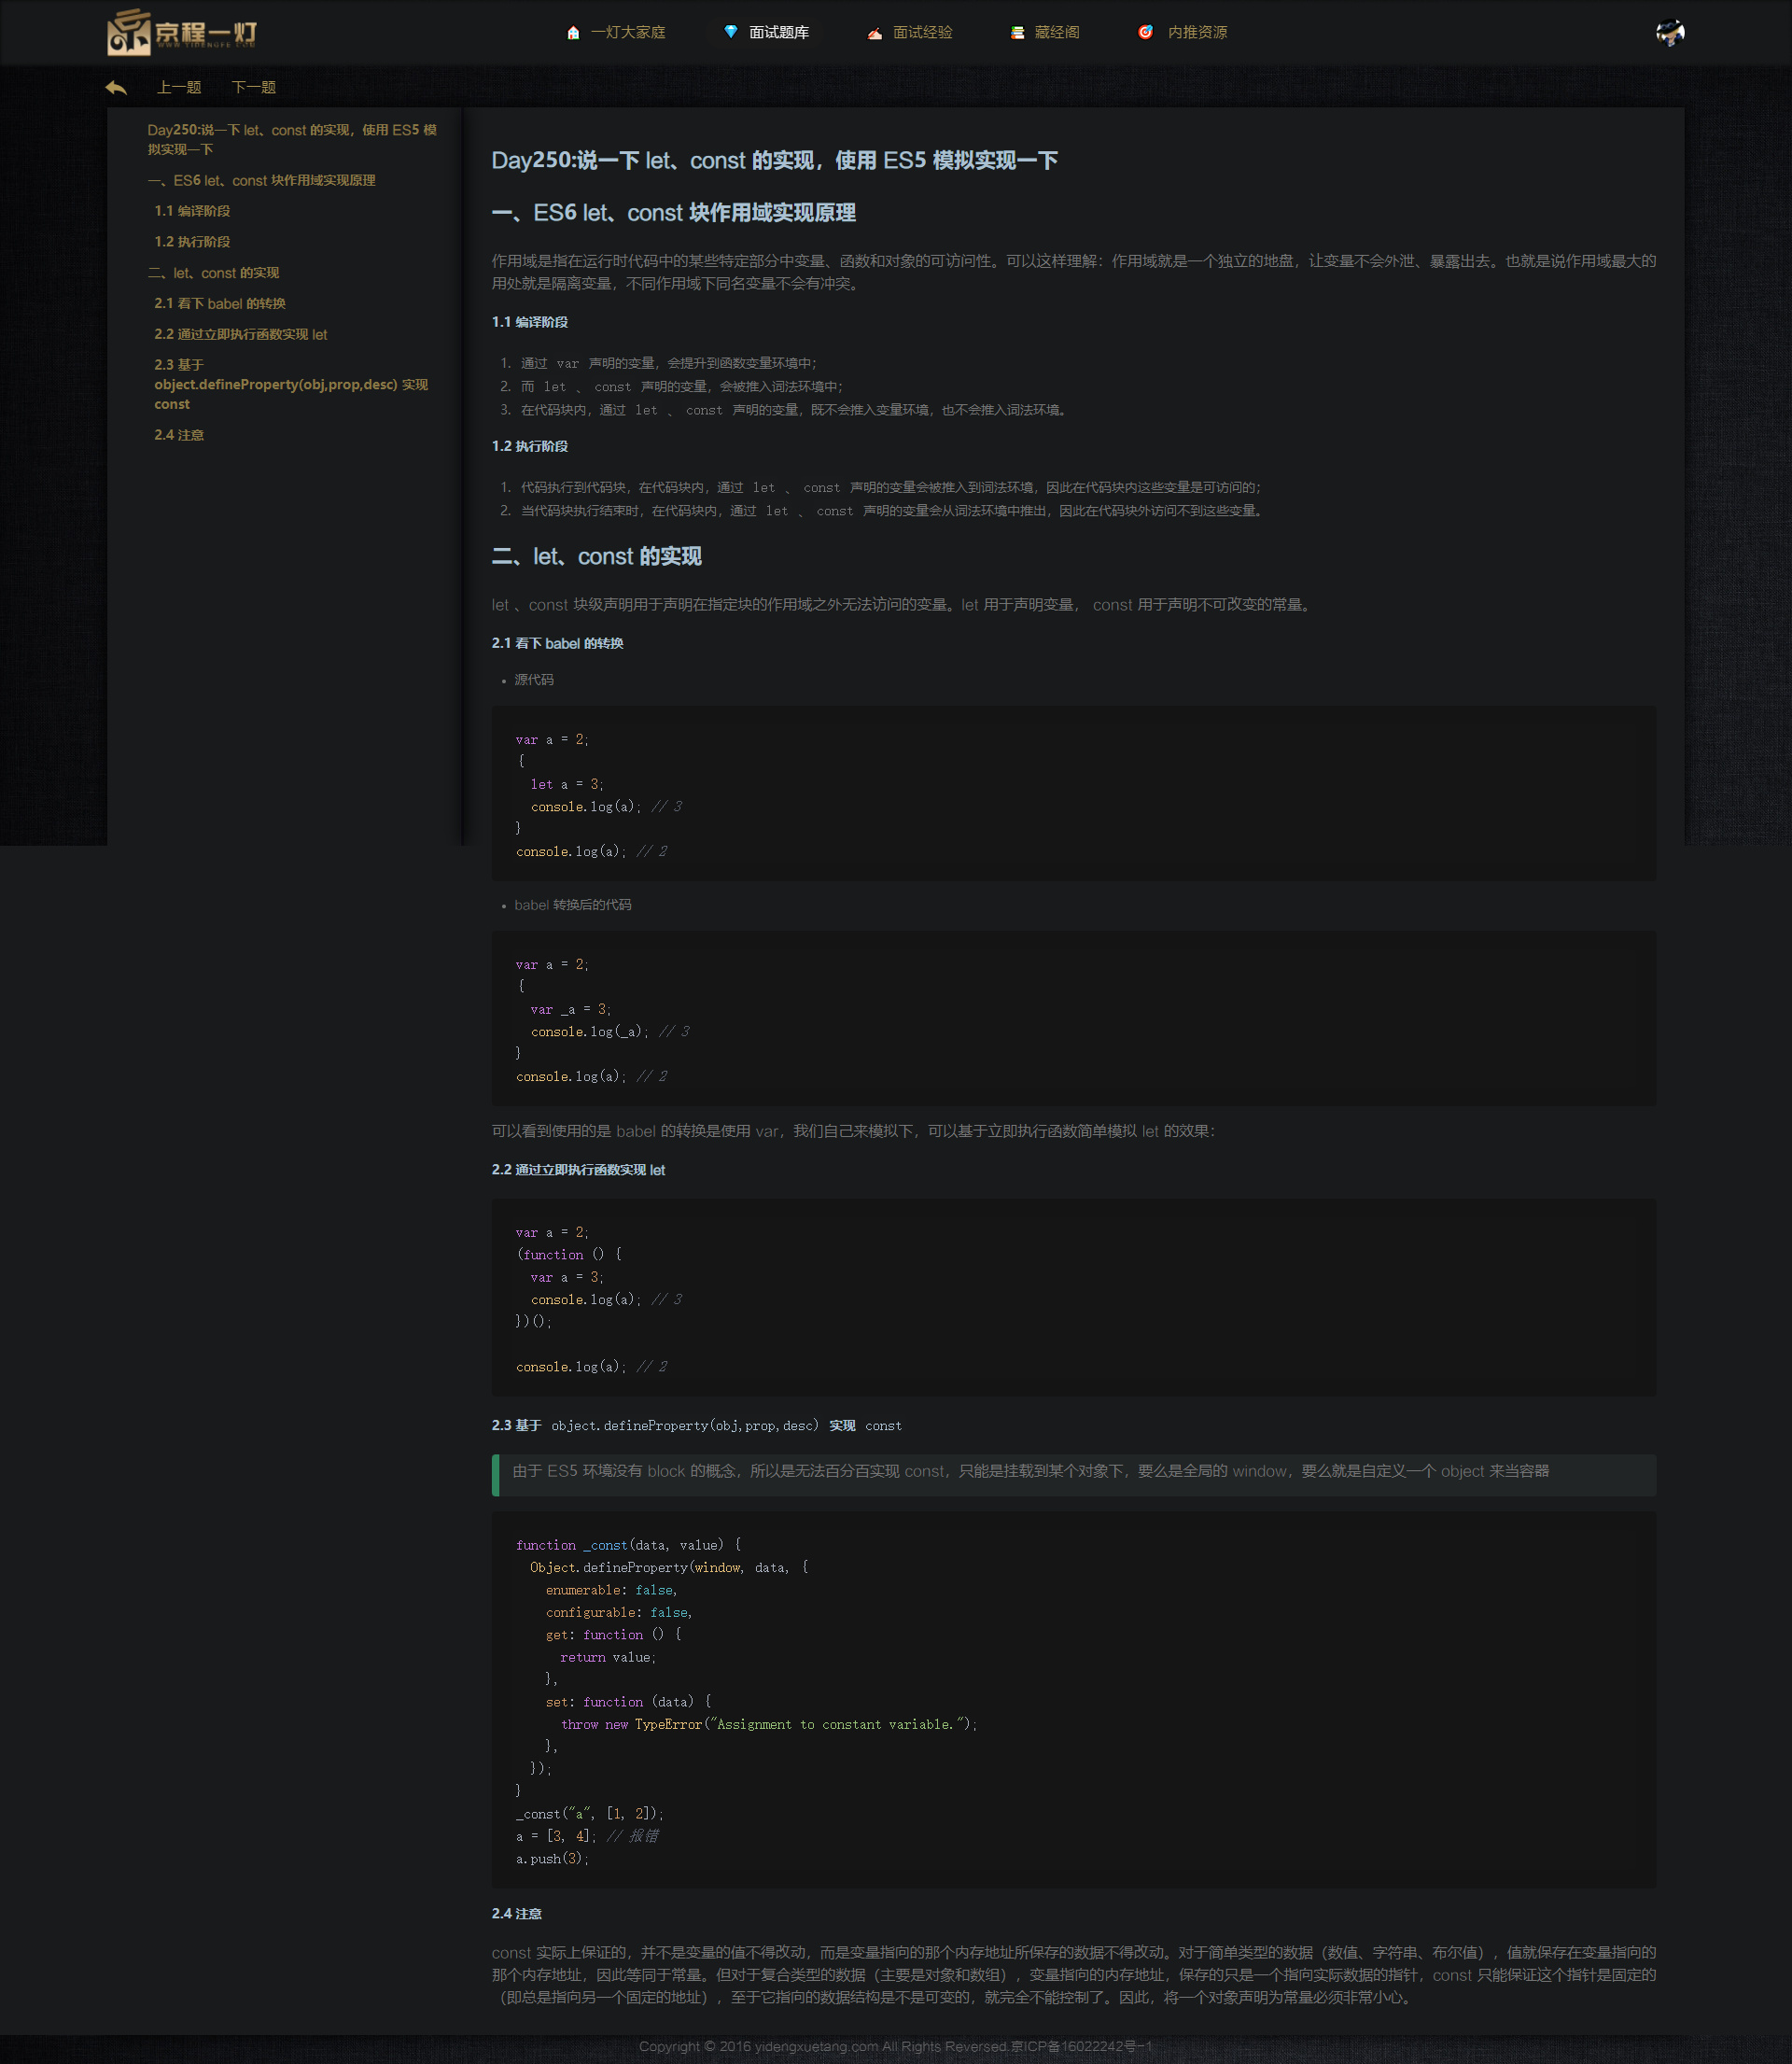 京程一灯
WWW.YIDENGFE.COM
一灯大家庭
面试题库
面试经验
藏经阁
内推资源
上一题
下一题
Day250:说一下 let、const 的实现，使用 ES5 模
拟实现一下
一、ES6 let、const 块作用域实现原理
1.1 编译阶段
1.2 执行阶段
二、let、const 的实现
2.1 看下 babel 的转换
2.2 通过立即执行函数实现 let
2.3 基于
object.defineProperty(obj,prop,desc) 实现
const
2.4 注意
Day250:说一下 let、const 的实现，使用 ES5 模拟实现一下
一、ES6 let、const 块作用域实现原理
作用域是指在运行时代码中的某些特定部分中变量、函数和对象的可访问性。可以这样理解：作用域就是一个独立的地盘，让变量不会外泄、暴露出去。也就是说作用域最大的
用处就是隔离变量，不同作用域下同名变量不会有冲突。
1.1 编译阶段
1. 通过 var 声明的变量，会提升到函数变量环境中；
2. 而 let 、 const 声明的变量，会被推入词法环境中；
3. 在代码块内，通过 let 、 const 声明的变量，既不会推入变量环境，也不会推入词法环境。
1.2 执行阶段
1. 代码执行到代码块，在代码块内，通过 let 、 const 声明的变量会被推入到词法环境，因此在代码块内这些变量是可访问的；
2. 当代码块执行结束时，在代码块内，通过 let 、 const 声明的变量会从词法环境中推出，因此在代码块外访问不到这些变量。
二、let、const 的实现
let 、const 块级声明用于声明在指定块的作用域之外无法访问的变量。let 用于声明变量， const 用于声明不可改变的常量。
2.1 看下 babel 的转换
• 源代码
var a = 2;
{
  let a = 3;
  console.log(a); // 3
}
console.log(a); // 2
• babel 转换后的代码
var a = 2;
{
  var _a = 3;
  console.log(_a); // 3
}
console.log(a); // 2
可以看到使用的是 babel 的转换是使用 var，我们自己来模拟下，可以基于立即执行函数简单模拟 let 的效果：
2.2 通过立即执行函数实现 let
var a = 2;
(function () {
  var a = 3;
  console.log(a); // 3
})();
console.log(a); // 2
2.3 基于 object.defineProperty(obj,prop,desc) 实现 const
由于 ES5 环境没有 block 的概念，所以是无法百分百实现 const，只能是挂载到某个对象下，要么是全局的 window，要么就是自定义一个 object 来当容器
function _const(data, value) {
  Object.defineProperty(window, data, {
    enumerable: false,
    configurable: false,
    get: function () {
      return value;
    },
    set: function (data) {
      throw new TypeError("Assignment to constant variable.");
    },
  });
}
_const("a", [1, 2]);
a = [3, 4]; // 报错
a.push(3);
2.4 注意
const 实际上保证的，并不是变量的值不得改动，而是变量指向的那个内存地址所保存的数据不得改动。对于简单类型的数据（数值、字符串、布尔值），值就保存在变量指向的
那个内存地址，因此等同于常量。但对于复合类型的数据（主要是对象和数组），变量指向的内存地址，保存的只是一个指向实际数据的指针，const 只能保证这个指针是固定的
（即总是指向另一个固定的地址），至于它指向的数据结构是不是可变的，就完全不能控制了。因此，将一个对象声明为常量必须非常小心。
Copyright © 2016 yidengxuetang.com All Rights Reversed.京ICP备16022242号-1